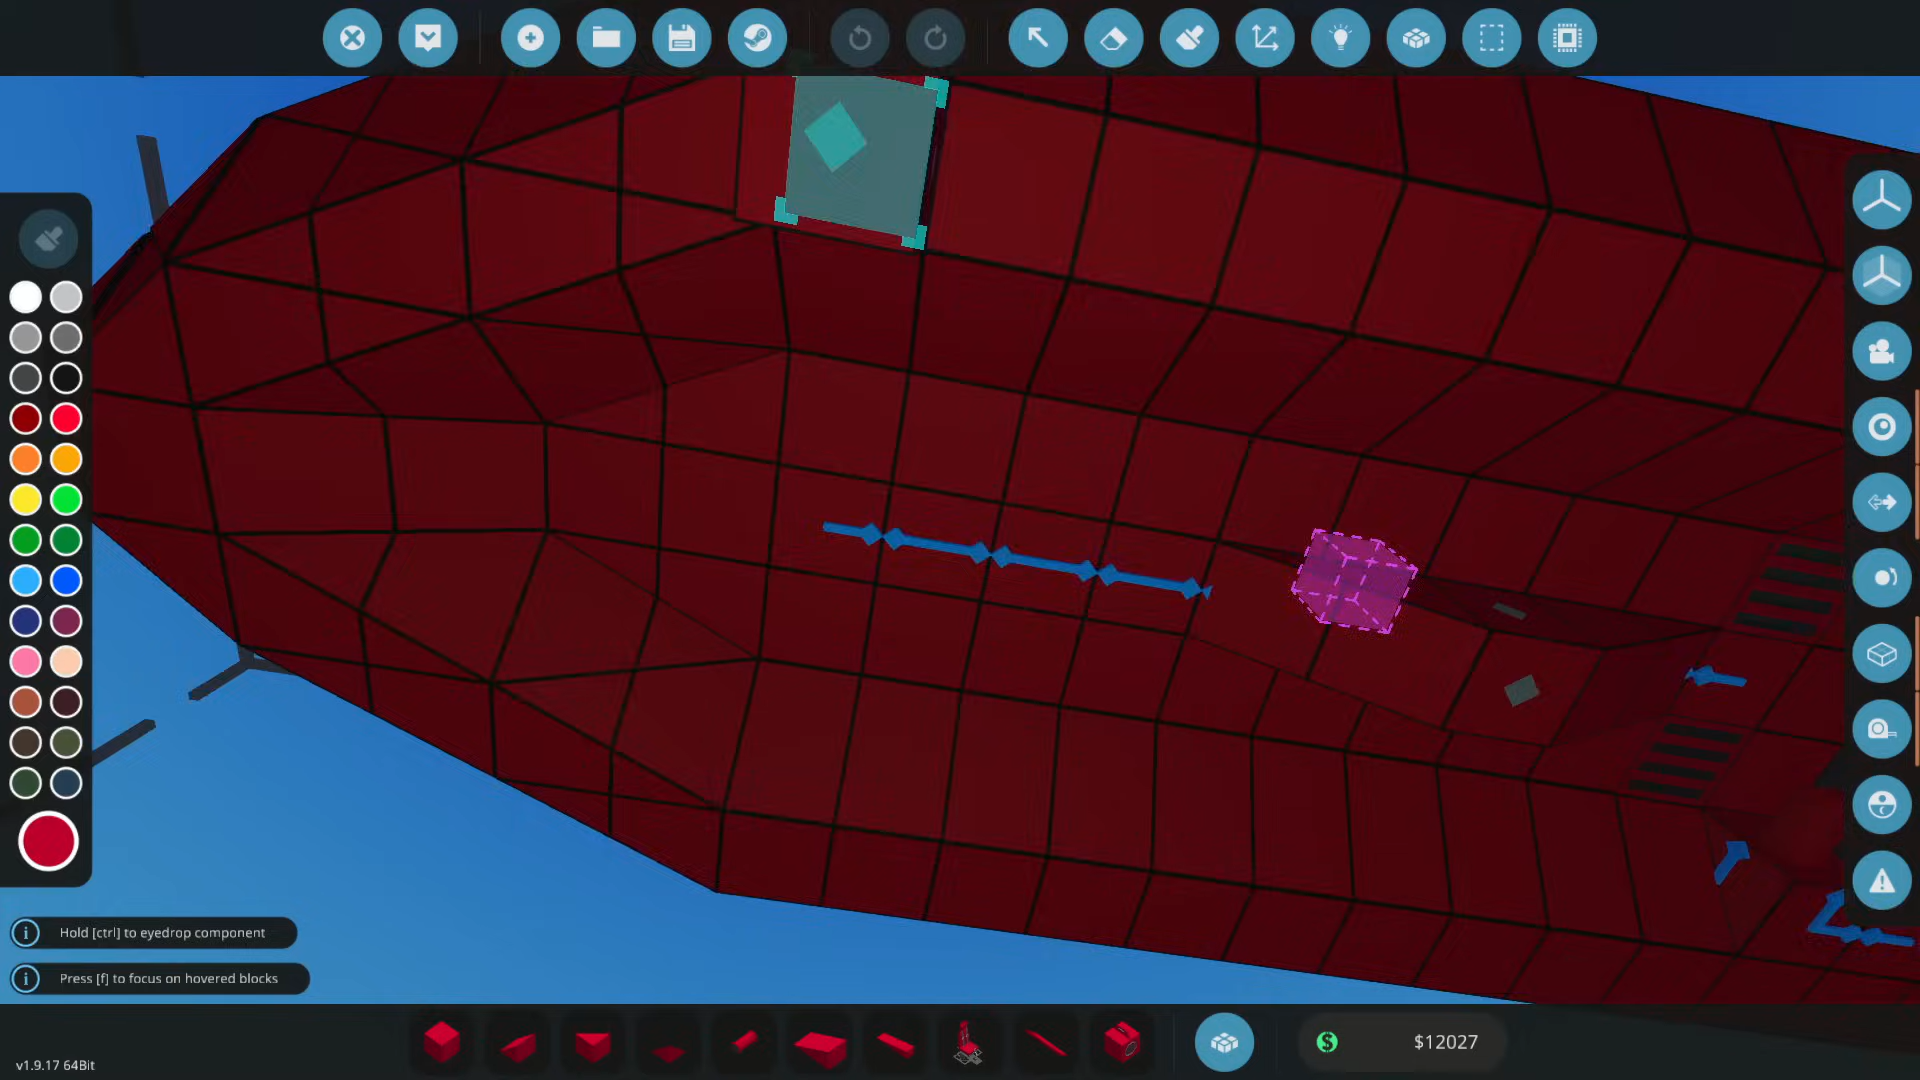 Hold [ctrl] to eyedrop component
Press [f] to focus on hovered blocks
$12027
v1.9.17 64Bit